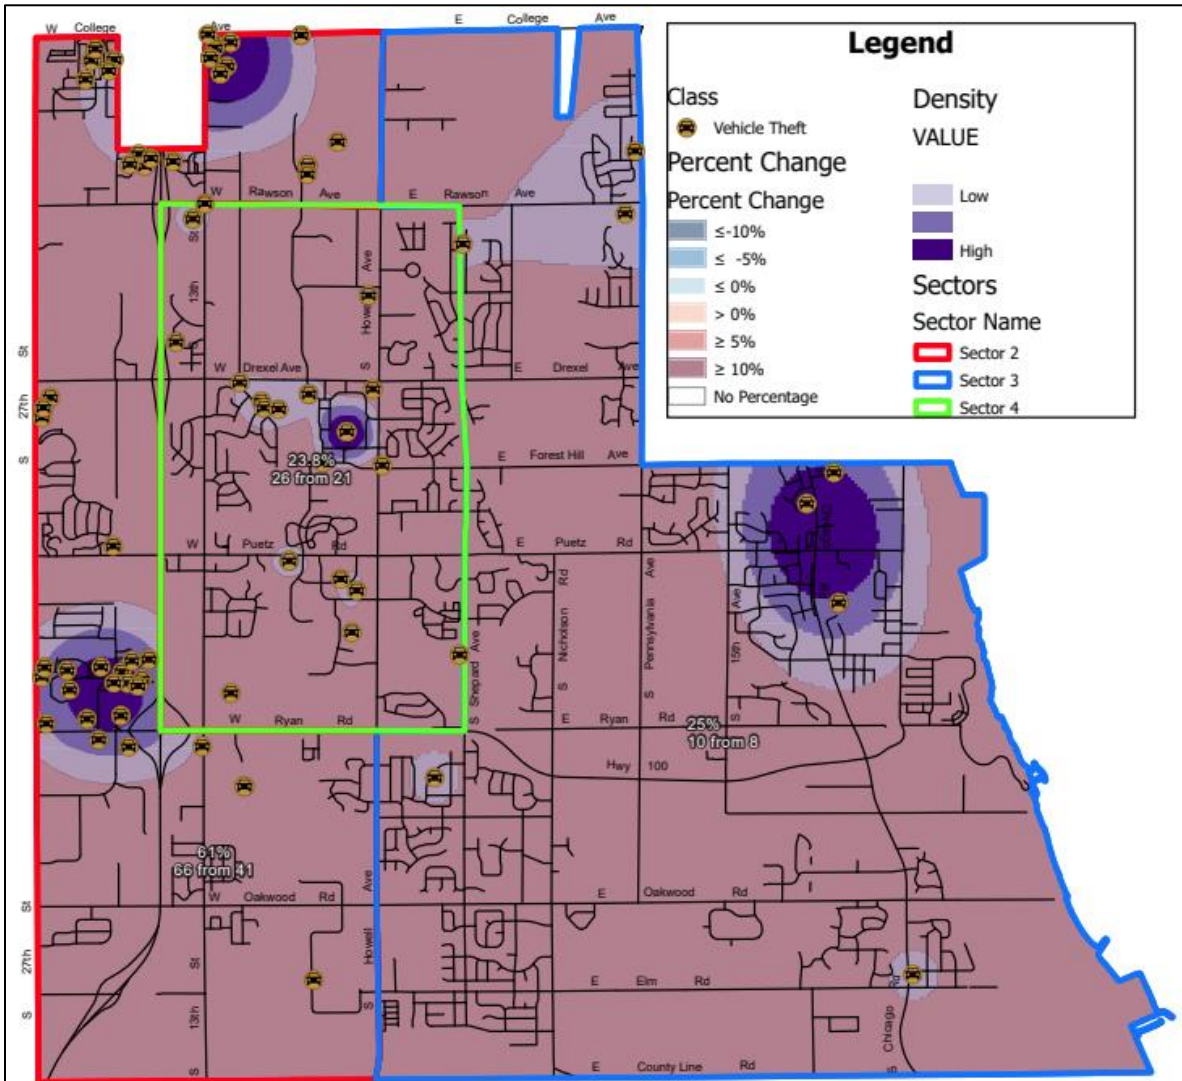 W College Ave
E College Ave
Legend
Class
Vehicle Theft
Percent Change
Percent Change
≤-10%
≤ -5%
≤ 0%
> 0%
≥ 5%
≥ 10%
No Percentage
Density
VALUE
Low
High
Sectors
Sector Name
Sector 2
Sector 3
Sector 4
W Rawson Ave
E Rawson Ave
13th St
S Howell Ave
W Drexel Ave
E Drexel Ave
S 27th St
23.8%
26 from 21
E Forest Hill Ave
W Puetz Rd
E Puetz Rd
S Shepard Ave
S Nicholson Rd
S Pennsylvania Ave
S 15th Ave
W Ryan Rd
E Ryan Rd
25%
10 from 8
Hwy 100
61%
66 from 41
W Oakwood Rd
E Oakwood Rd
S 27th St
S 13th St
S Howell Ave
E Elm Rd
S Chicago Rd
E County Line Rd